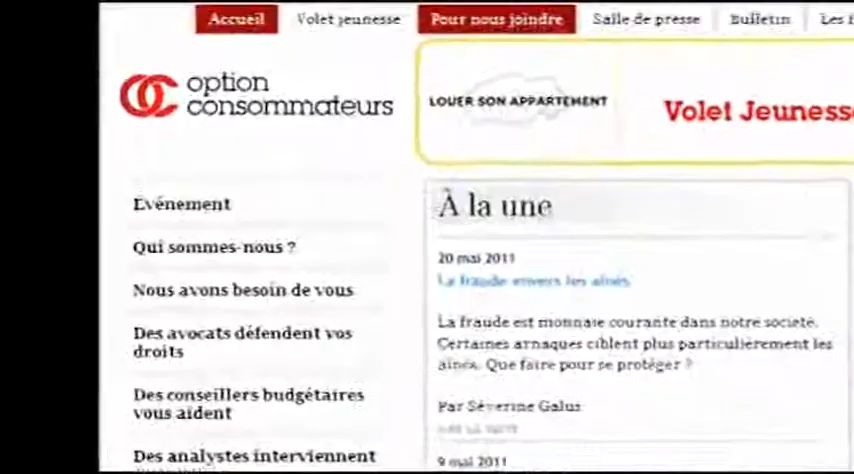 Accueil Volet jeunesse Pour nous joindre Salle de presse Bulletin Les
option
consommateurs
LOUER SON APPARTEMENT
Volet Jeunesse
Événement
Qui sommes-nous ?
Nous avons besoin de vous
Des avocats défendent vos
droits
Des conseillers budgétaires
vous aident
Des analystes interviennent
À la une
20 mai 2011
La fraude envers les aînés
La fraude est monnaie courante dans notre société.
Certaines arnaques ciblent plus particulièrement les
aînés. Que faire pour se protéger ?
Par Séverine Galus
9 mai 2011